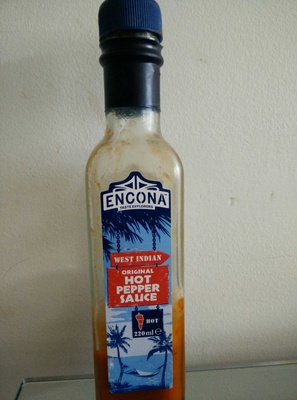 ENCONA
TASTE EXPLORERS
WEST INDIAN
ORIGINAL
HOT
PEPPER
SAUCE
HOT
220ml e